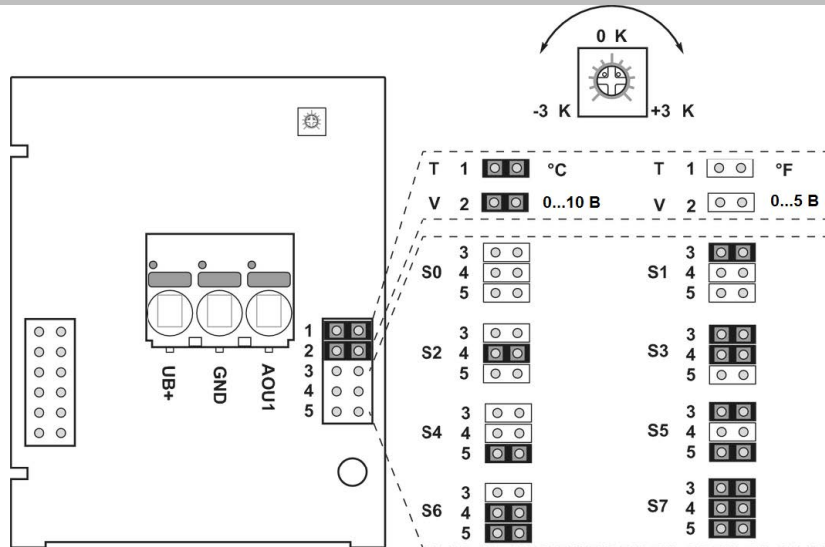 0 K
-3 K
+3 K
T 1 °C
T 1 °F
V 2 0...10 В
V 2 0...5 В
S0 3 4 5
S1 3 4 5
S2 3 4 5
S3 3 4 5
S4 3 4 5
S5 3 4 5
S6 3 4 5
S7 3 4 5
1
2
3
4
5
UB+
GND
AOU1